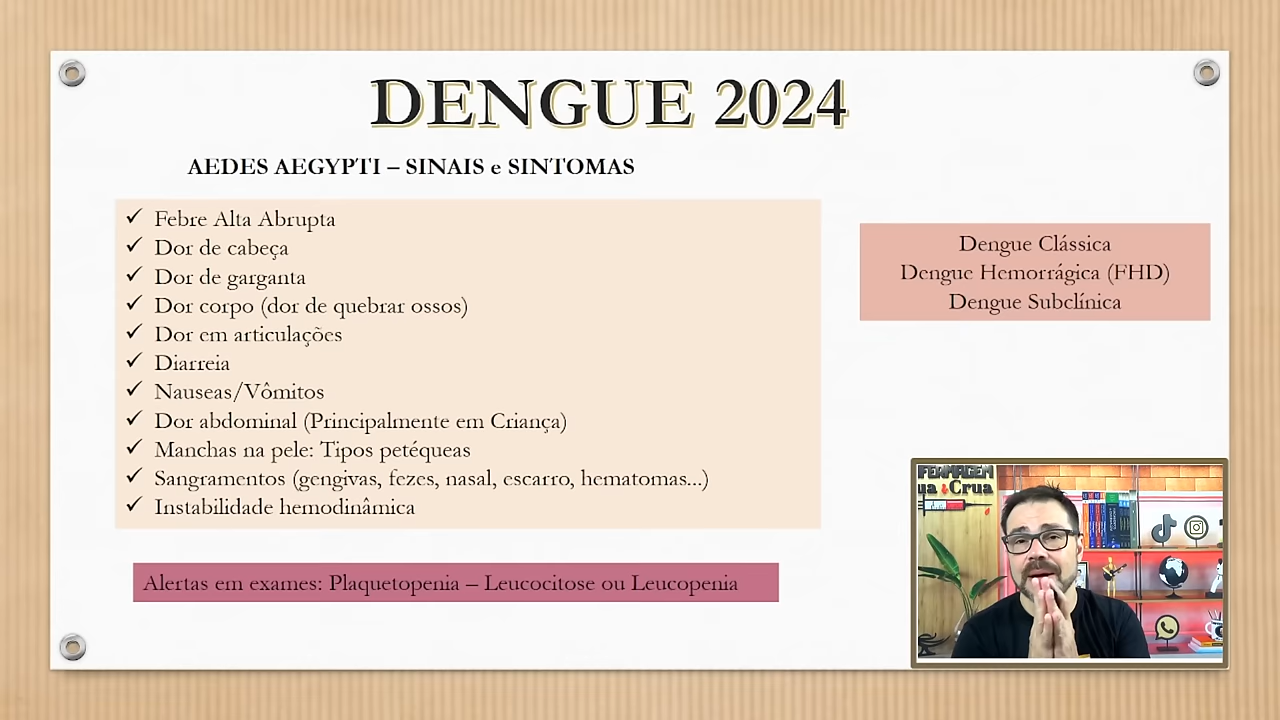 DENGUE 2024
AEDES AEGYPTI – SINAIS e SINTOMAS
Febre Alta Abrupta
Dor de cabeça
Dor de garganta
Dor corpo (dor de quebrar ossos)
Dor em articulações
Diarreia
Nauseas/Vômitos
Dor abdominal (Principalmente em Criança)
Manchas na pele: Tipos petéqueas
Sangramentos (gengivas, fezes, nasal, escarro, hematomas...)
Instabilidade hemodinâmica
Dengue Clássica
Dengue Hemorrágica (FHD)
Dengue Subclínica
Alertas em exames: Plaquetopenia – Leucocitose ou Leucopenia
FERMAGEM
ua Crua